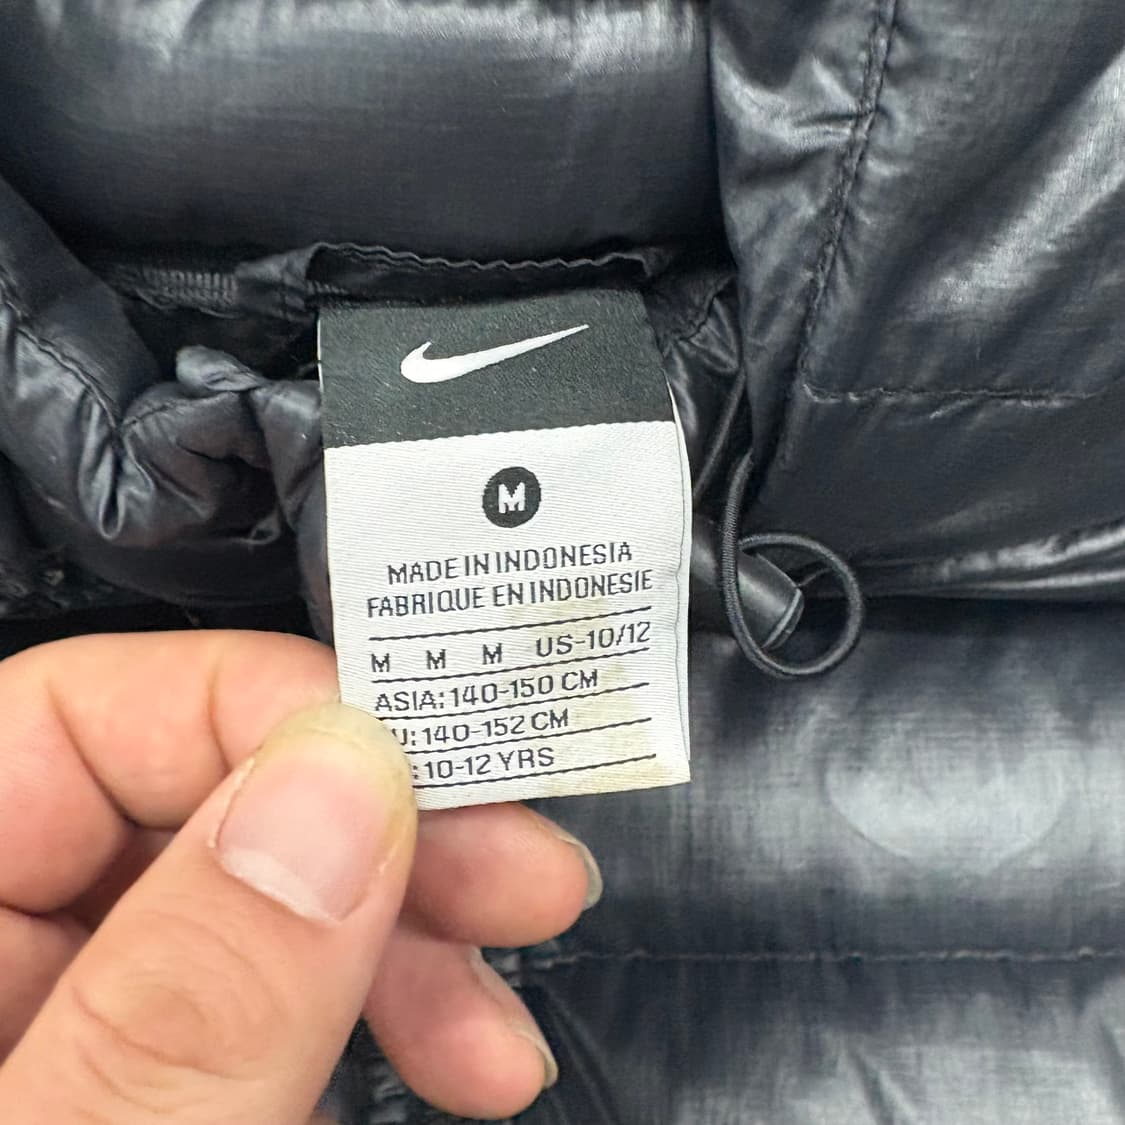 M
MADE IN INDONESIA
FABRIQUE EN INDONESIE
M M M US-10/12
ASIA: 140-150 CM
U: 140-152 CM
: 10-12 YRS